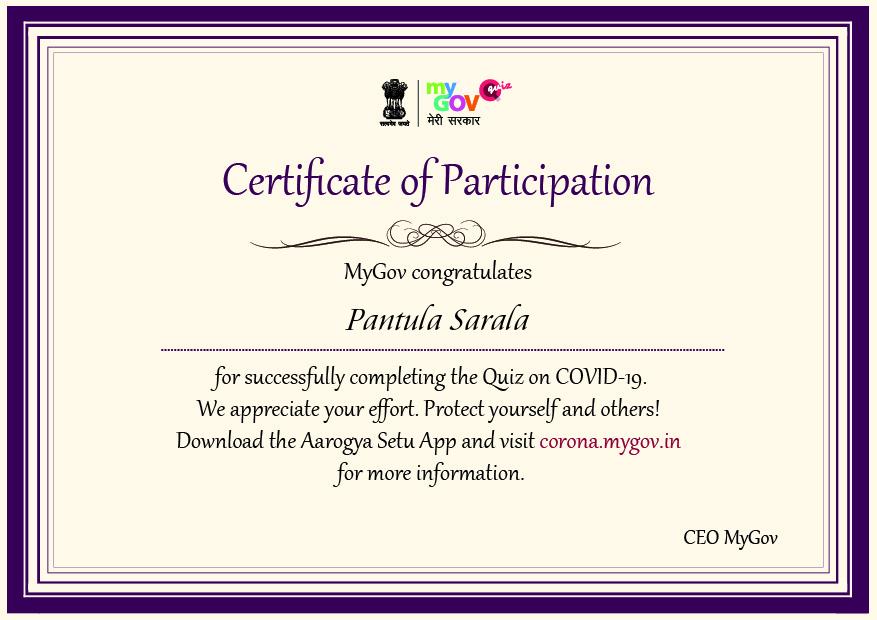 सत्यमेव जयते
my quiz
GOV
मेरी सरकार
Certificate of Participation
MyGov congratulates
Pantula Sarala
for successfully completing the Quiz on COVID-19.
We appreciate your effort. Protect yourself and others!
Download the Aarogya Setu App and visit corona.mygov.in
for more information.
CEO MyGov